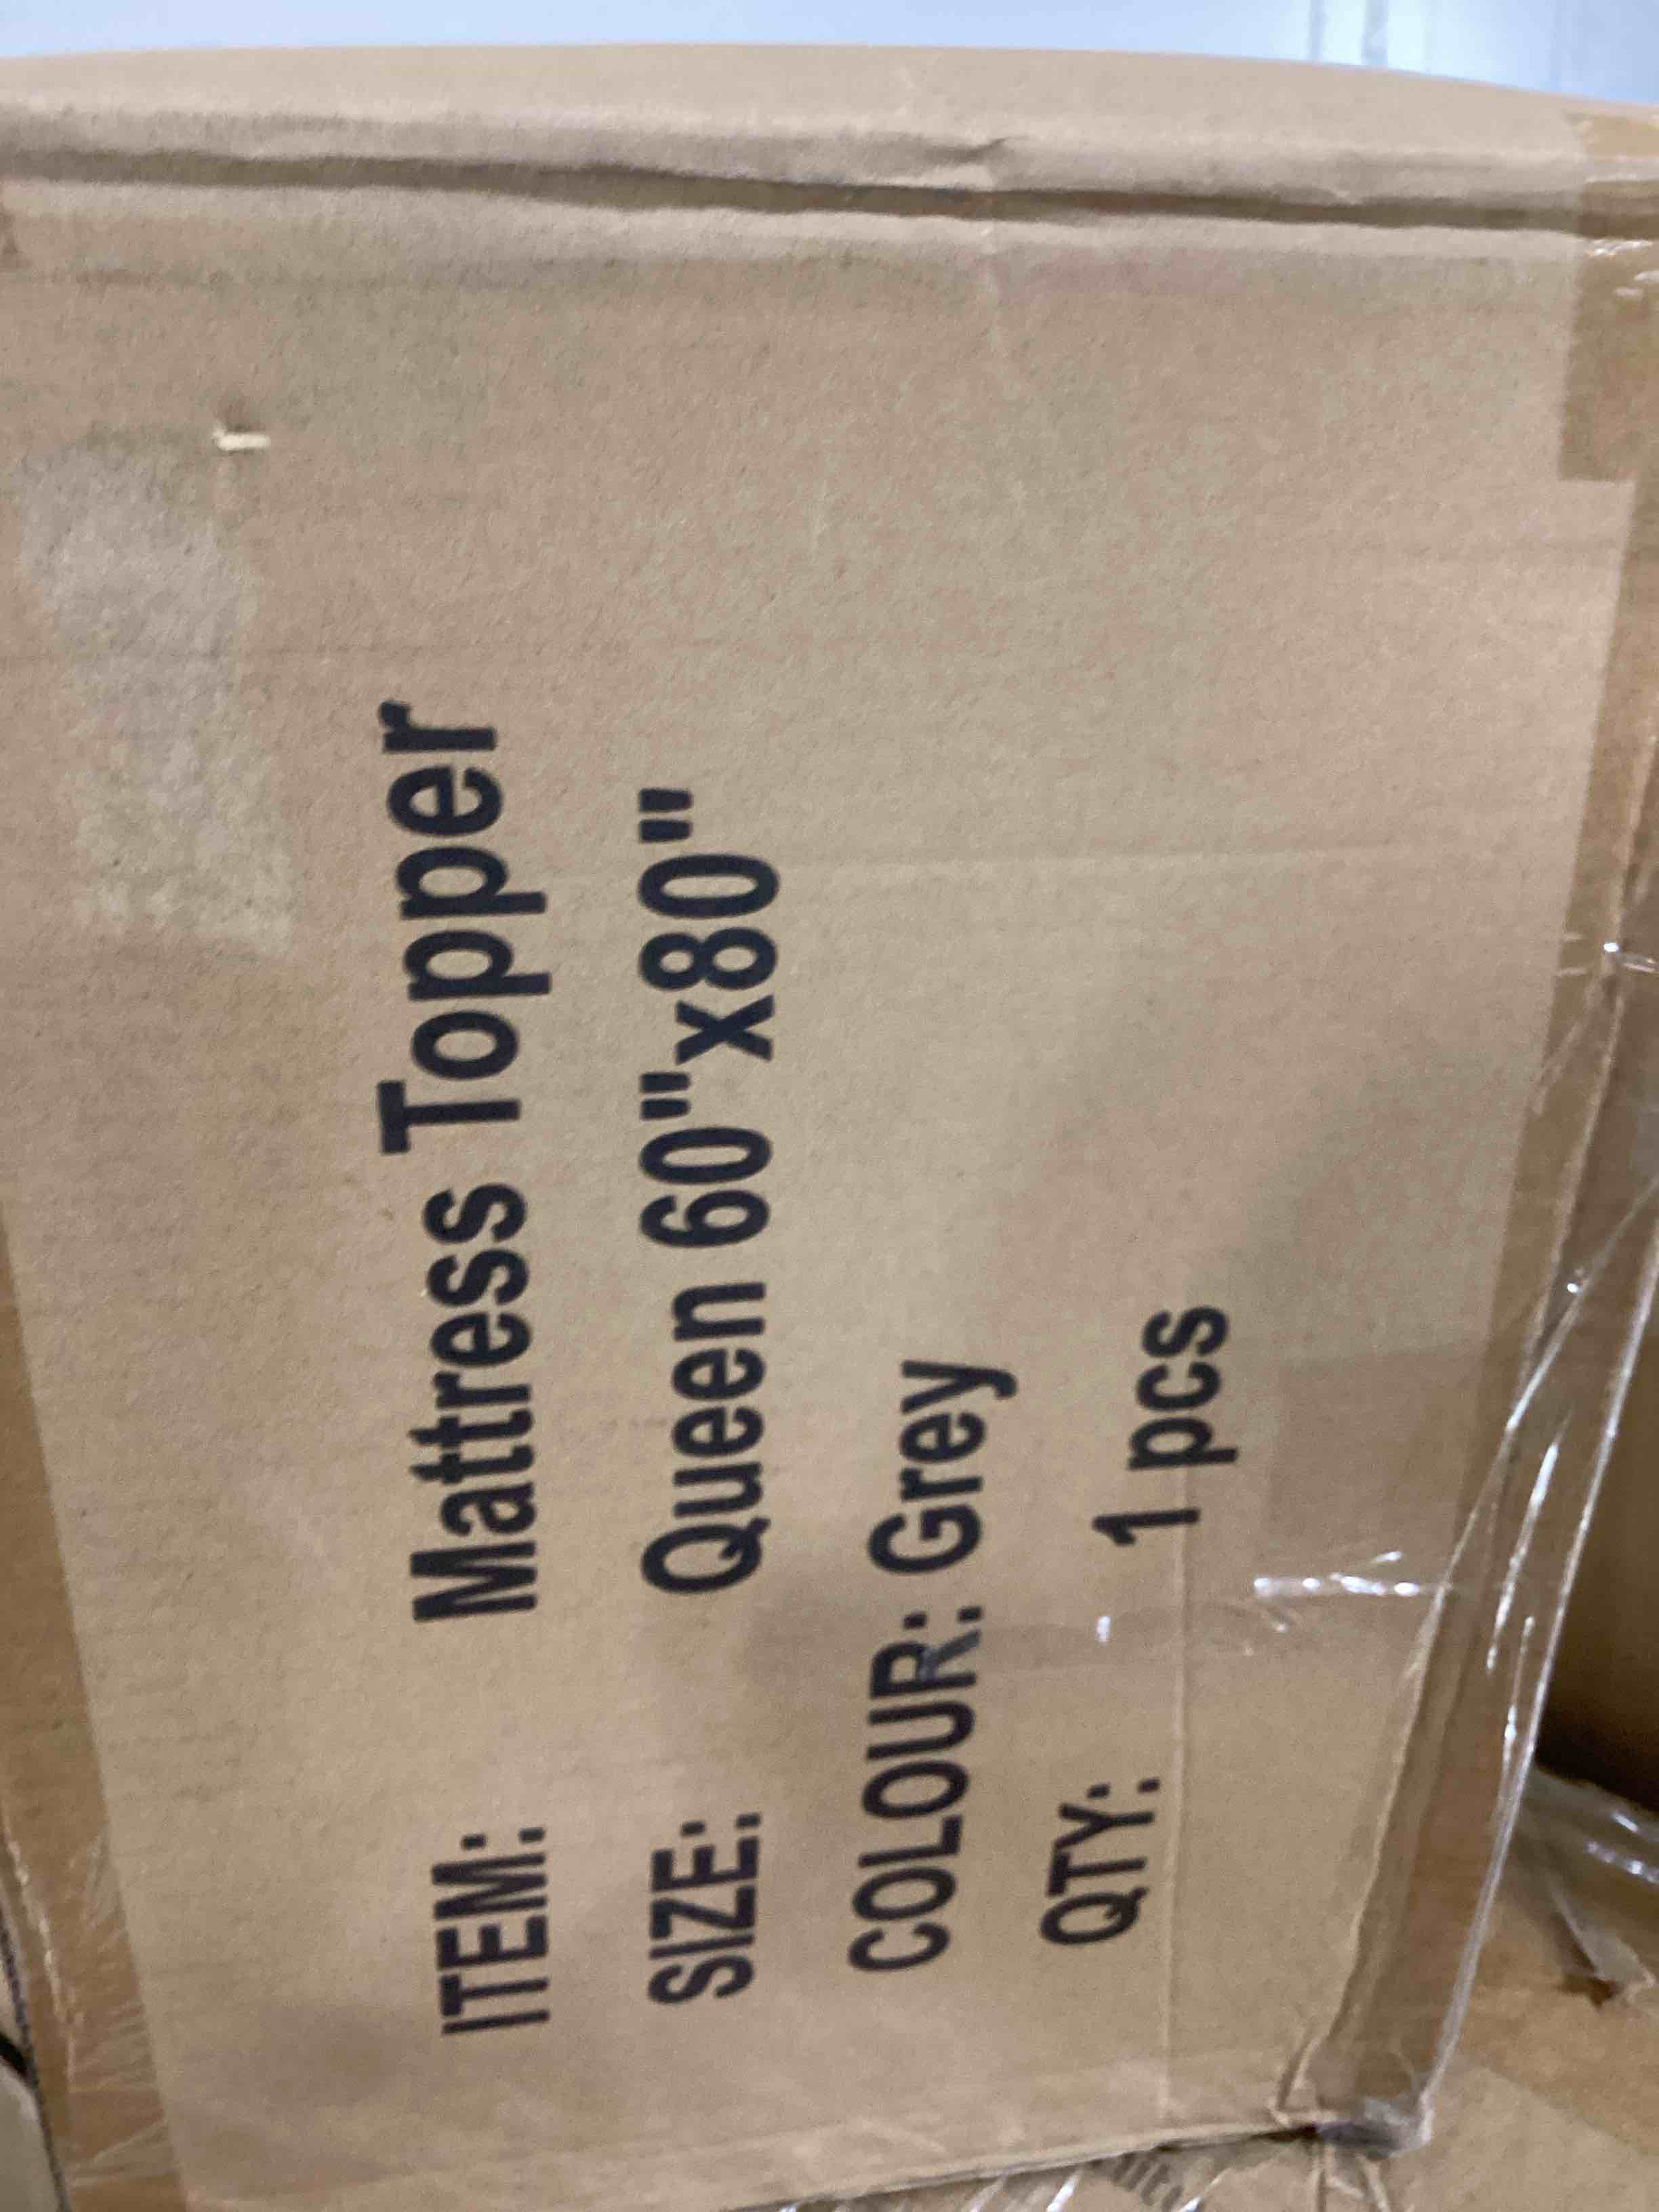 ITEM: Mattress Topper
SIZE: Queen 60"x80"
COLOUR: Grey
QTY: 1 pcs